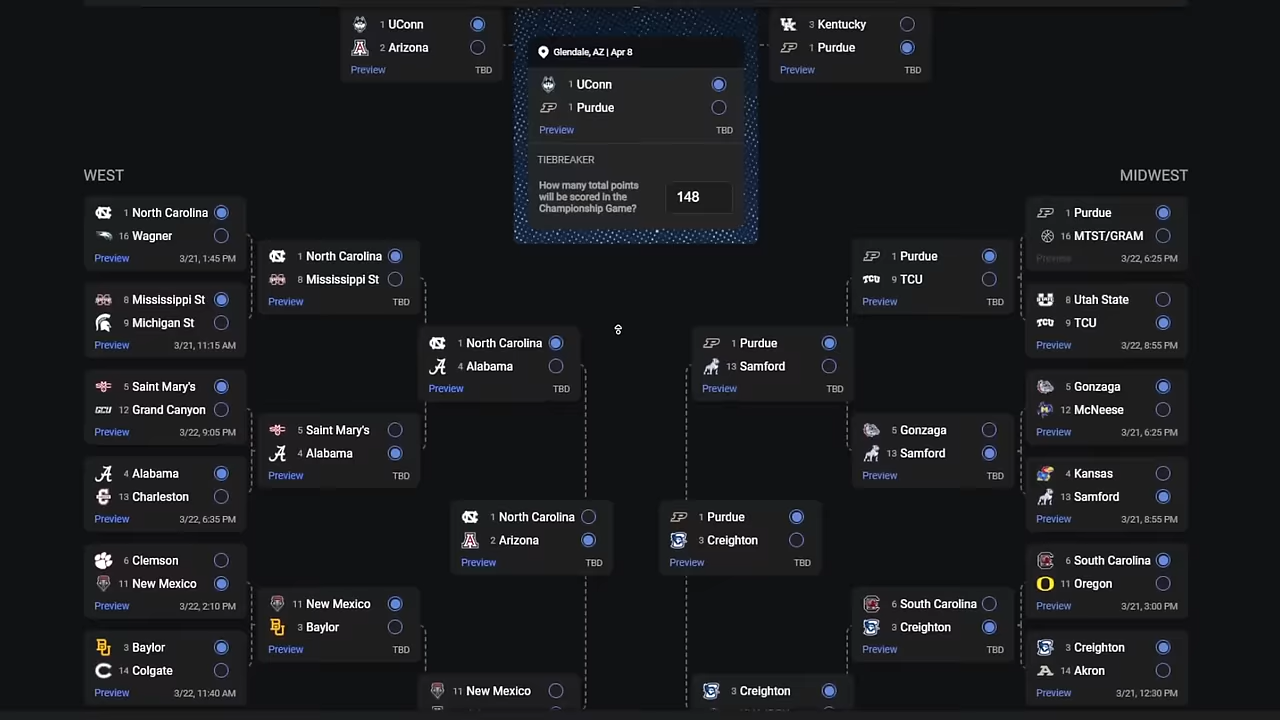 1 UConn
2 Arizona
Preview TBD
Glendale, AZ | Apr 8
1 UConn
1 Purdue
Preview TBD
TIEBREAKER
How many total points
will be scored in the
Championship Game?
148
3 Kentucky
1 Purdue
Preview TBD
WEST
1 North Carolina
16 Wagner
Preview 3/21, 1:45 PM
8 Mississippi St
9 Michigan St
Preview 3/21, 11:15 AM
5 Saint Mary's
GCU 12 Grand Canyon
Preview 3/22, 9:05 PM
4 Alabama
13 Charleston
Preview 3/22, 6:35 PM
6 Clemson
11 New Mexico
Preview 3/22, 2:10 PM
3 Baylor
14 Colgate
Preview 3/22, 11:40 AM
1 North Carolina
8 Mississippi St
Preview TBD
5 Saint Mary's
4 Alabama
Preview TBD
11 New Mexico
3 Baylor
Preview TBD
1 North Carolina
4 Alabama
Preview TBD
11 New Mexico
1 North Carolina
2 Arizona
Preview TBD
1 Purdue
3 Creighton
Preview TBD
1 Purdue
13 Samford
Preview TBD
3 Creighton
1 Purdue
TCU 9 TCU
Preview TBD
5 Gonzaga
13 Samford
Preview TBD
6 South Carolina
3 Creighton
Preview TBD
MIDWEST
1 Purdue
16 MTST/GRAM
Preview 3/22, 6:25 PM
8 Utah State
TCU 9 TCU
Preview 3/22, 8:55 PM
5 Gonzaga
12 McNeese
Preview 3/21, 6:25 PM
4 Kansas
13 Samford
Preview 3/21, 8:55 PM
6 South Carolina
11 Oregon
Preview 3/21, 3:00 PM
3 Creighton
14 Akron
Preview 3/21, 12:30 PM